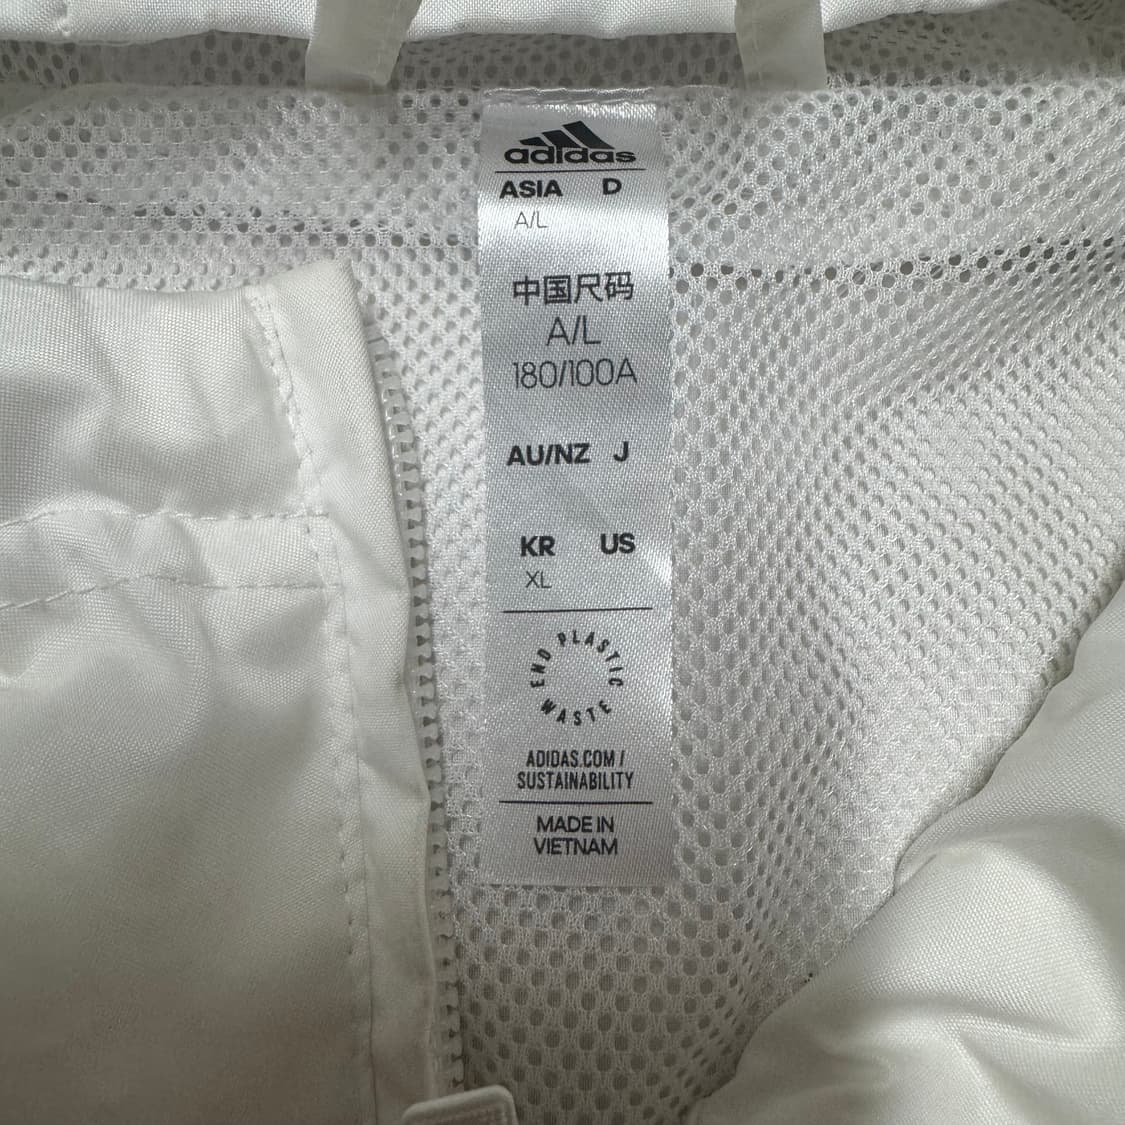 adidas
ASIA D
A/L
中国尺码
A/L
180/100A
AU/NZ J
KR US
XL
END PLASTIC WASTE
ADIDAS.COM /
SUSTAINABILITY
MADE IN
VIETNAM